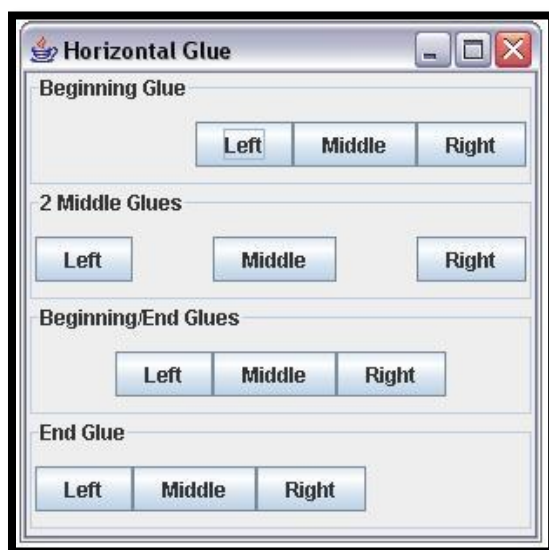 Horizontal Glue
Beginning Glue
Left Middle Right
2 Middle Glues
Left Middle Right
Beginning/End Glues
Left Middle Right
End Glue
Left Middle Right